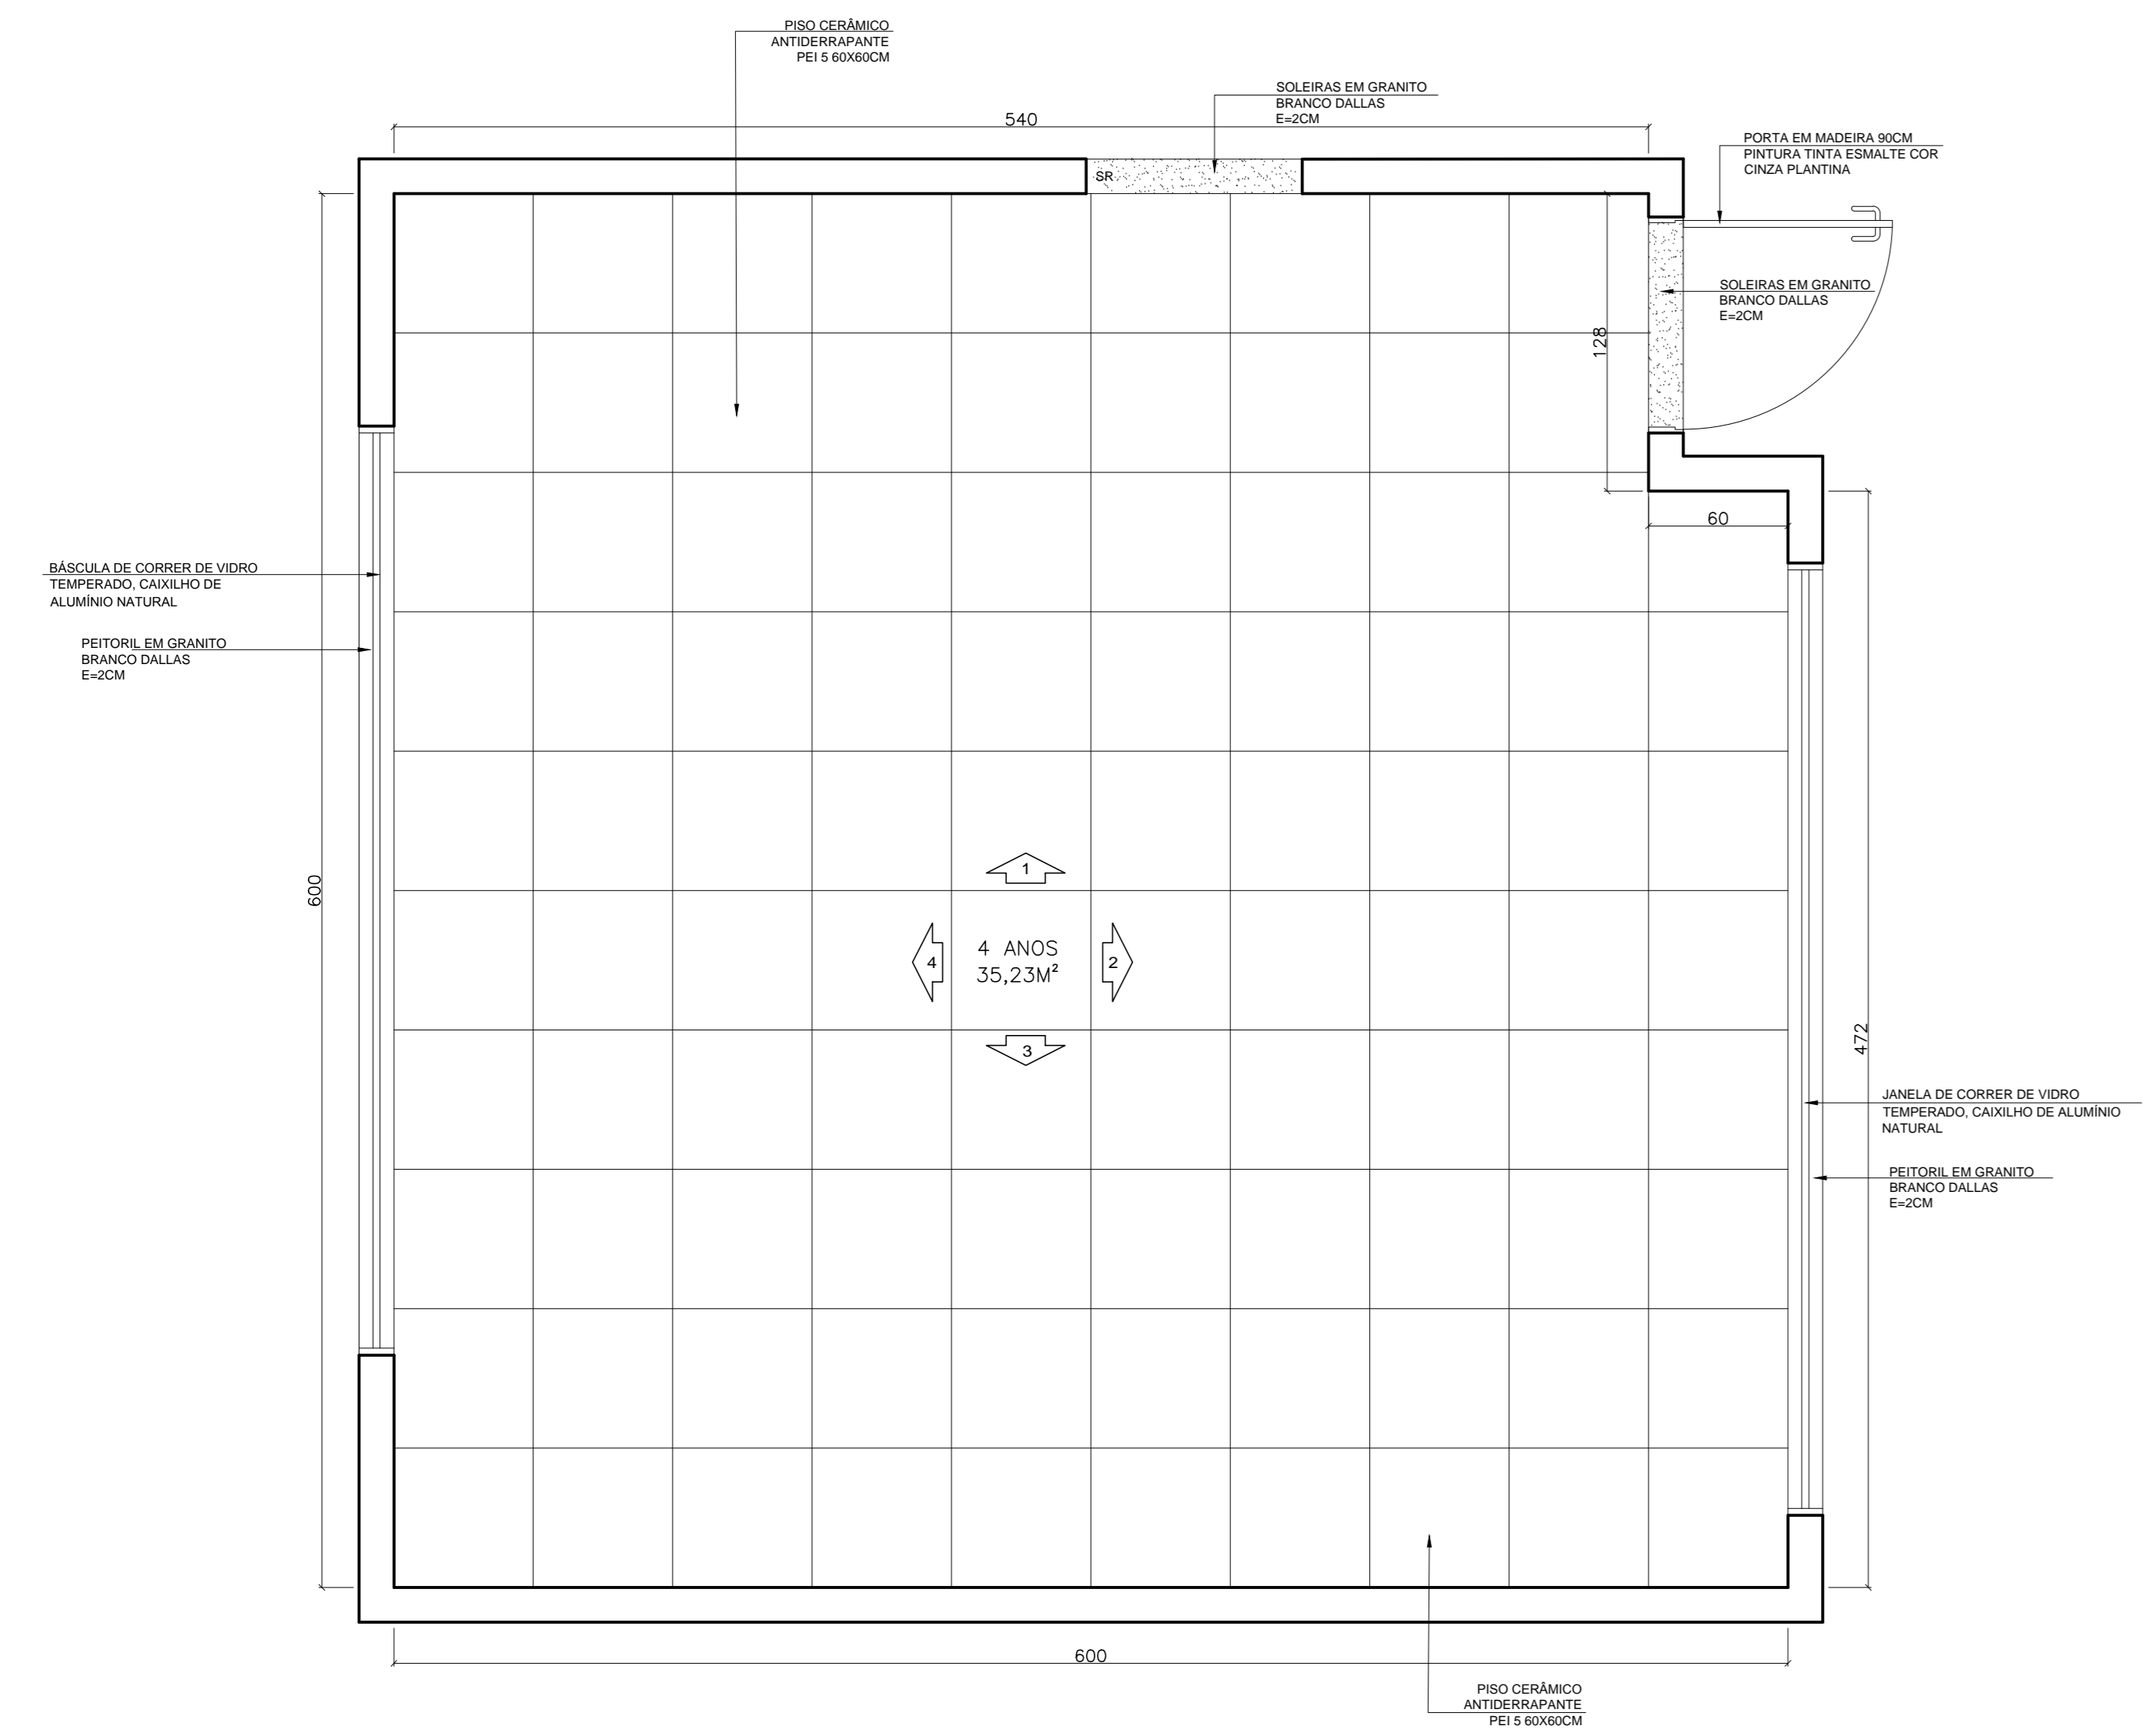 PISO CERÂMICO
ANTIDERRAPANTE
PEI 5 60X60CM
SOLEIRAS EM GRANITO
BRANCO DALLAS
E=2CM
540
PORTA EM MADEIRA 90CM
PINTURA TINTA ESMALTE COR
CINZA PLANTINA
SR
SOLEIRAS EM GRANITO
BRANCO DALLAS
E=2CM
128
60
BÁSCULA DE CORRER DE VIDRO
TEMPERADO, CAIXILHO DE
ALUMÍNIO NATURAL
PEITORIL EM GRANITO
BRANCO DALLAS
E=2CM
600
1
4
4 ANOS
35,23M²
2
3
472
JANELA DE CORRER DE VIDRO
TEMPERADO, CAIXILHO DE ALUMÍNIO
NATURAL
PEITORIL EM GRANITO
BRANCO DALLAS
E=2CM
600
PISO CERÂMICO
ANTIDERRAPANTE
PEI 5 60X60CM